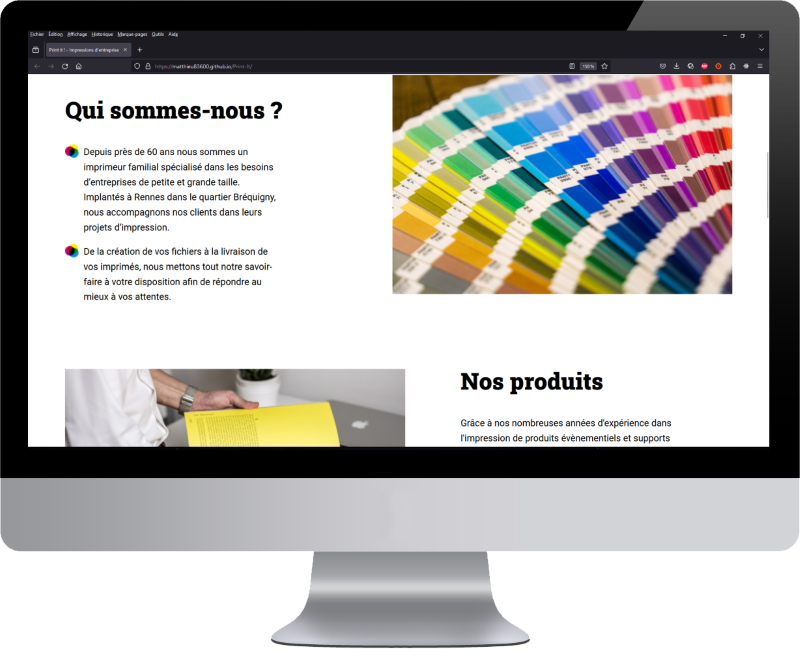 Fichier Édition Affichage Historique Marque-pages Outils Aide
Print it ! - Impressions d'entreprise
https://matthieu83600.github.io/Print-It/
150 %
Qui sommes-nous ?
Depuis près de 60 ans nous sommes un
imprimeur familial spécialisé dans les besoins
d'entreprises de petite et grande taille.
Implantés à Rennes dans le quartier Bréquigny,
nous accompagnons nos clients dans leurs
projets d'impression.
De la création de vos fichiers à la livraison de
vos imprimés, nous mettons tout notre savoir-
faire à votre disposition afin de répondre au
mieux à vos attentes.
Nos produits
Grâce à nos nombreuses années d'expérience dans
l'impression de produits évènementiels et supports